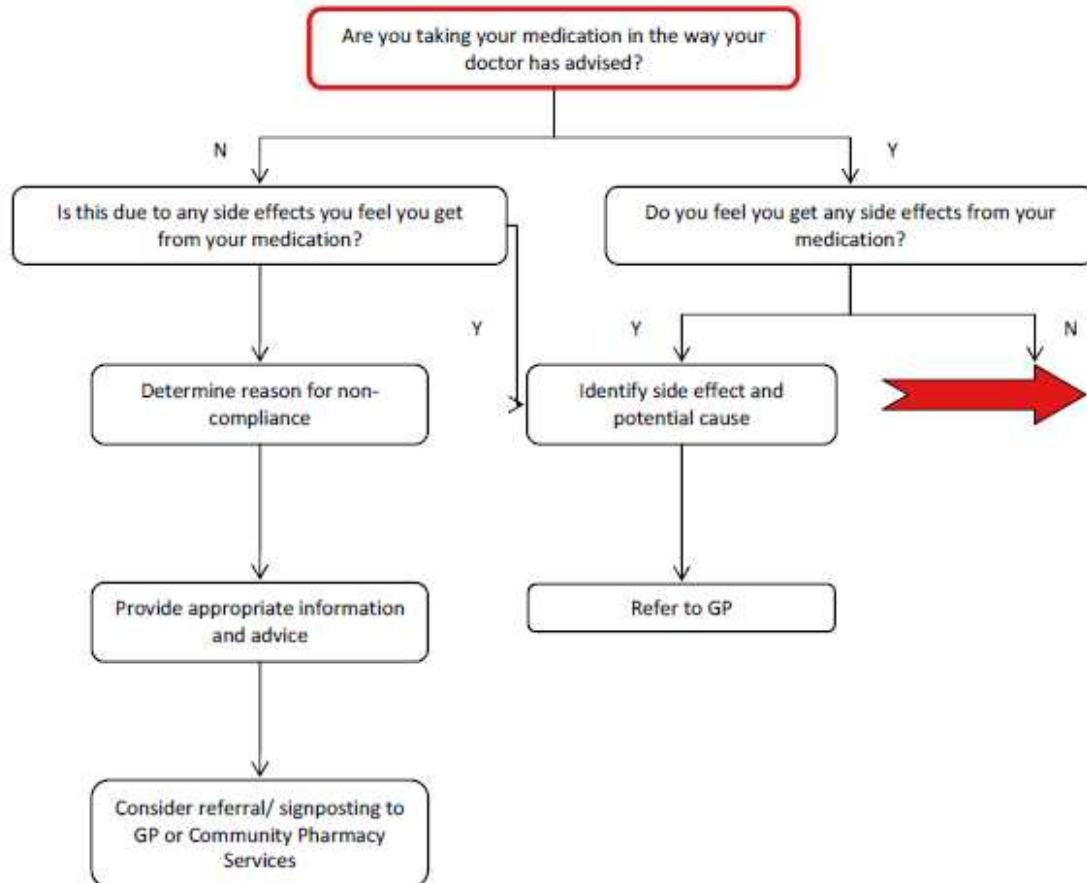 Are you taking your medication in the way your
doctor has advised?
N
Y
Is this due to any side effects you feel you get
from your medication?
Do you feel you get any side effects from your
medication?
Y
Y
N
Determine reason for non-
compliance
Identify side effect and
potential cause
Provide appropriate information
and advice
Refer to GP
Consider referral/ signposting to
GP or Community Pharmacy
Services